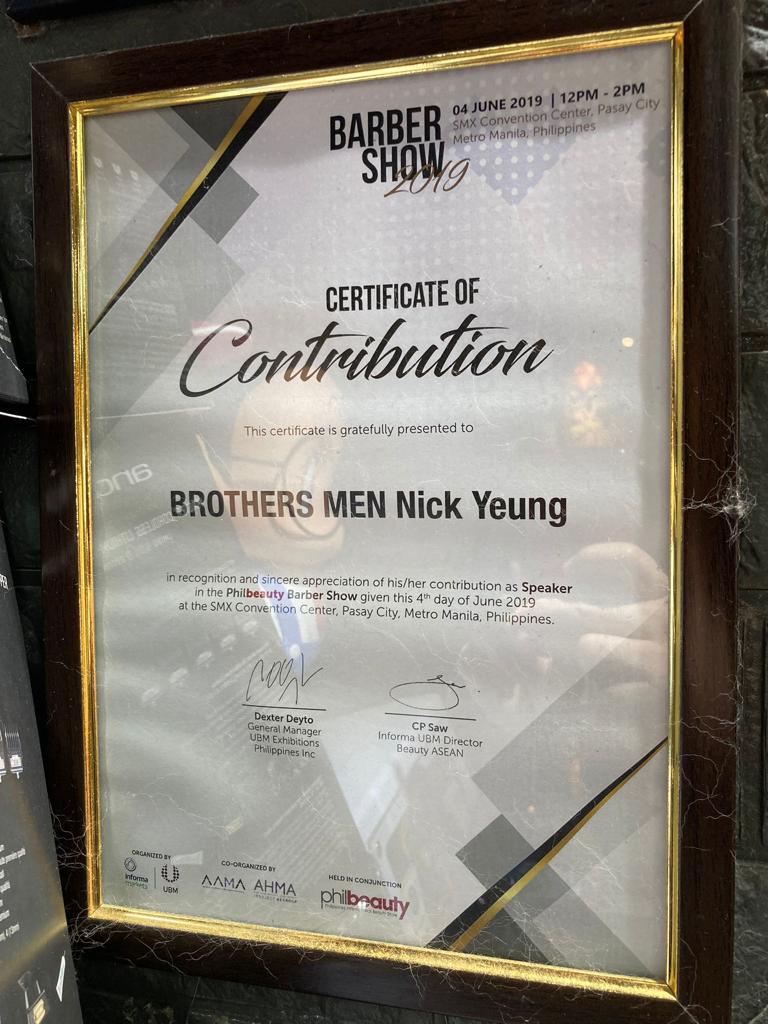 BARBER
SHOW
2019
04 JUNE 2019 | 12PM - 2PM
SMX Convention Center, Pasay City
Metro Manila, Philippines
CERTIFICATE OF
Contribution
This certificate is gratefully presented to
BROTHERS MEN Nick Yeung
in recognition and sincere appreciation of his/her contribution as Speaker
in the Philbeauty Barber Show given this 4th day of June 2019
at the SMX Convention Center, Pasay City, Metro Manila, Philippines.
Dexter Deyto
General Manager
UBM Exhibitions
Philippines Inc
CP Saw
Informa UBM Director
Beauty ASEAN
ORGANIZED BY
informa
markets
UBM
CO-ORGANIZED BY
AAMA AHMA
HELD IN CONJUNCTION
philbeauty